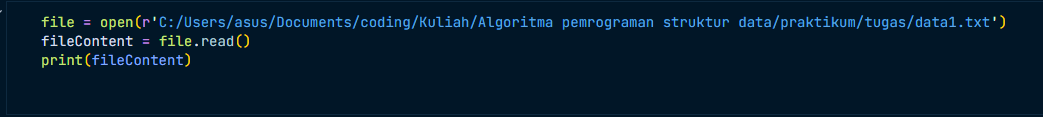 file = open(r'C:/Users/asus/Documents/coding/Kuliah/Algoritma pemrograman struktur data/praktikum/tugas/data1.txt')
fileContent = file.read()
print(fileContent)